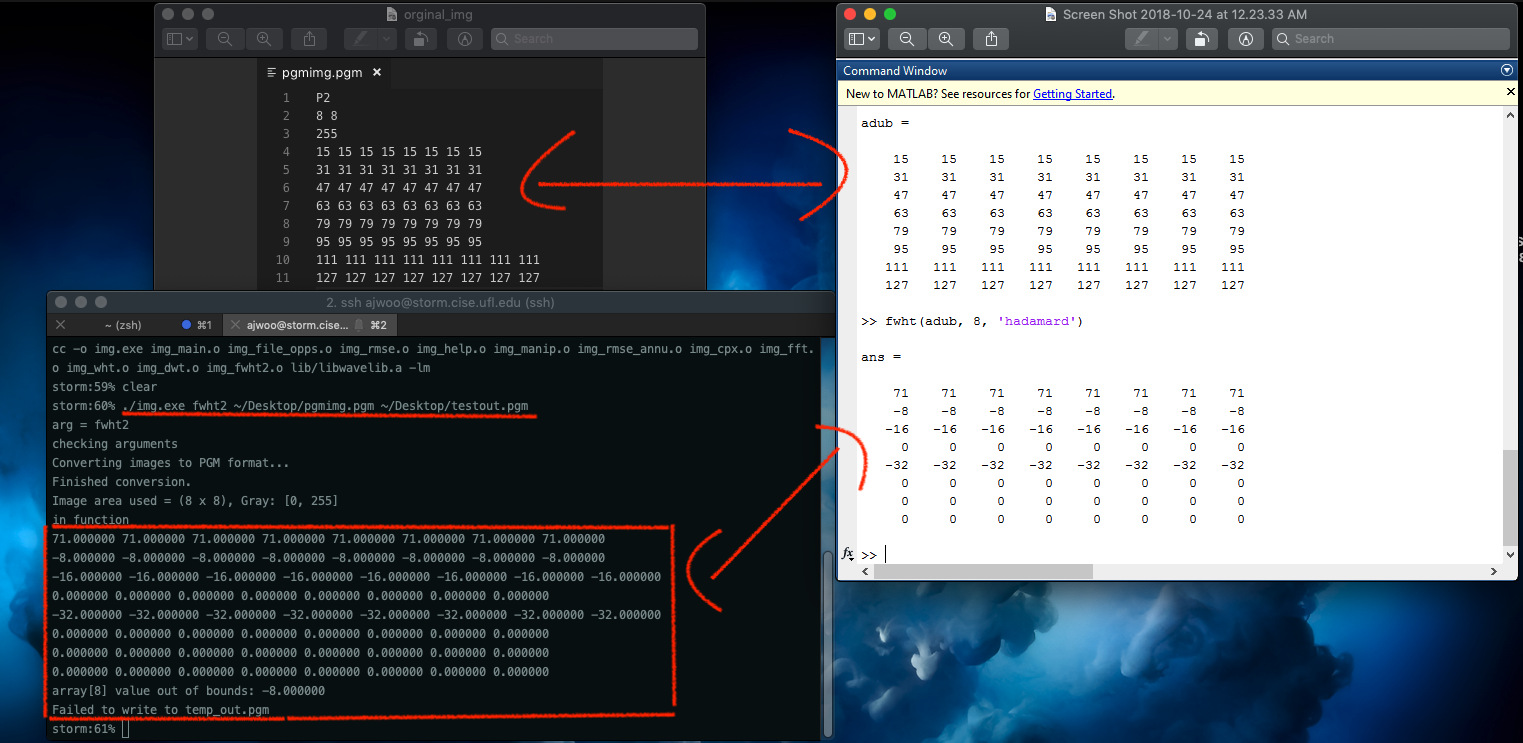 orginal_img
Search
pgmimg.pgm ×
1 P2
2 8 8
3 255
4 15 15 15 15 15 15 15 15
5 31 31 31 31 31 31 31 31
6 47 47 47 47 47 47 47 47
7 63 63 63 63 63 63 63 63
8 79 79 79 79 79 79 79 79
9 95 95 95 95 95 95 95 95
10 111 111 111 111 111 111 111 111
11 127 127 127 127 127 127 127 127
2. ssh ajwoo@storm.cise.ufl.edu (ssh)
~ (zsh) ⌘1 ajwoo@storm.cise... ⌘2
cc -o img.exe img_main.o img_file_opps.o img_rmse.o img_help.o img_manip.o img_rmse_annu.o img_cpx.o img_fft.
o img_wht.o img_dwt.o img_fwht2.o lib/libwavelib.a -lm
storm:59% clear
storm:60% ./img.exe fwht2 ~/Desktop/pgmimg.pgm ~/Desktop/testout.pgm
arg = fwht2
checking arguments
Converting images to PGM format...
Finished conversion.
Image area used = (8 x 8), Gray: [0, 255]
in function
71.000000 71.000000 71.000000 71.000000 71.000000 71.000000 71.000000 71.000000
-8.000000 -8.000000 -8.000000 -8.000000 -8.000000 -8.000000 -8.000000 -8.000000
-16.000000 -16.000000 -16.000000 -16.000000 -16.000000 -16.000000 -16.000000 -16.000000
0.000000 0.000000 0.000000 0.000000 0.000000 0.000000 0.000000 0.000000
-32.000000 -32.000000 -32.000000 -32.000000 -32.000000 -32.000000 -32.000000 -32.000000
0.000000 0.000000 0.000000 0.000000 0.000000 0.000000 0.000000 0.000000
0.000000 0.000000 0.000000 0.000000 0.000000 0.000000 0.000000 0.000000
0.000000 0.000000 0.000000 0.000000 0.000000 0.000000 0.000000 0.000000
array[8] value out of bounds: -8.000000
Failed to write to temp_out.pgm
storm:61%
Screen Shot 2018-10-24 at 12.23.33 AM
Search
Command Window
New to MATLAB? See resources for Getting Started.
adub =
15 15 15 15 15 15 15 15
31 31 31 31 31 31 31 31
47 47 47 47 47 47 47 47
63 63 63 63 63 63 63 63
79 79 79 79 79 79 79 79
95 95 95 95 95 95 95 95
111 111 111 111 111 111 111 111
127 127 127 127 127 127 127 127
>> fwht(adub, 8, 'hadamard')
ans =
71 71 71 71 71 71 71 71
-8 -8 -8 -8 -8 -8 -8 -8
-16 -16 -16 -16 -16 -16 -16 -16
0 0 0 0 0 0 0 0
-32 -32 -32 -32 -32 -32 -32 -32
0 0 0 0 0 0 0 0
0 0 0 0 0 0 0 0
0 0 0 0 0 0 0 0
fx >>